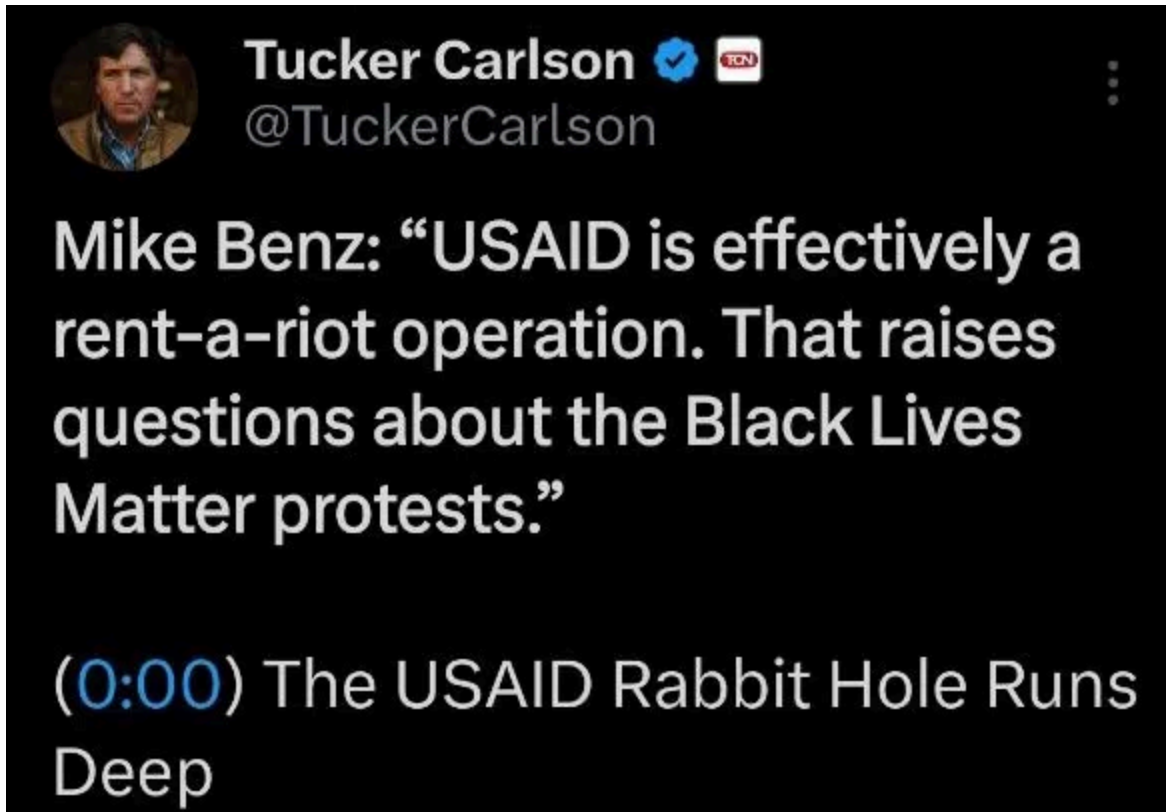 Tucker Carlson TCN
@TuckerCarlson
Mike Benz: “USAID is effectively a
rent-a-riot operation. That raises
questions about the Black Lives
Matter protests.”
(0:00) The USAID Rabbit Hole Runs
Deep